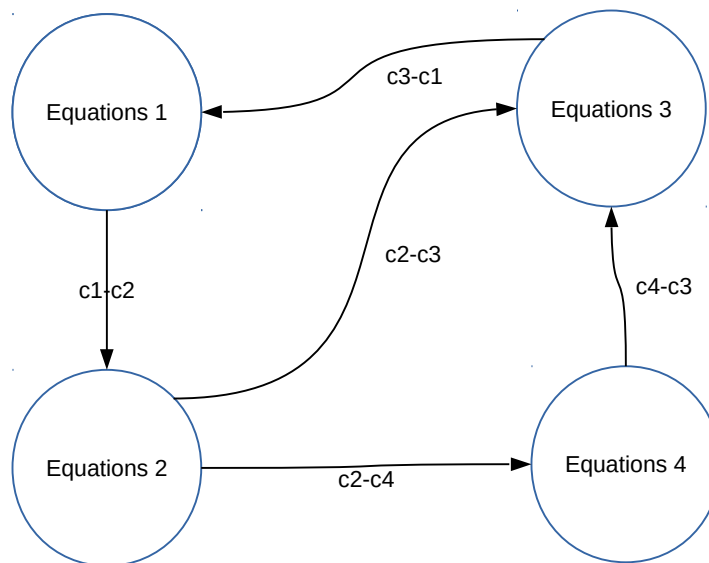 Equations 1
Equations 3
c3-c1
c2-c3
c1-c2
c4-c3
Equations 2
Equations 4
c2-c4